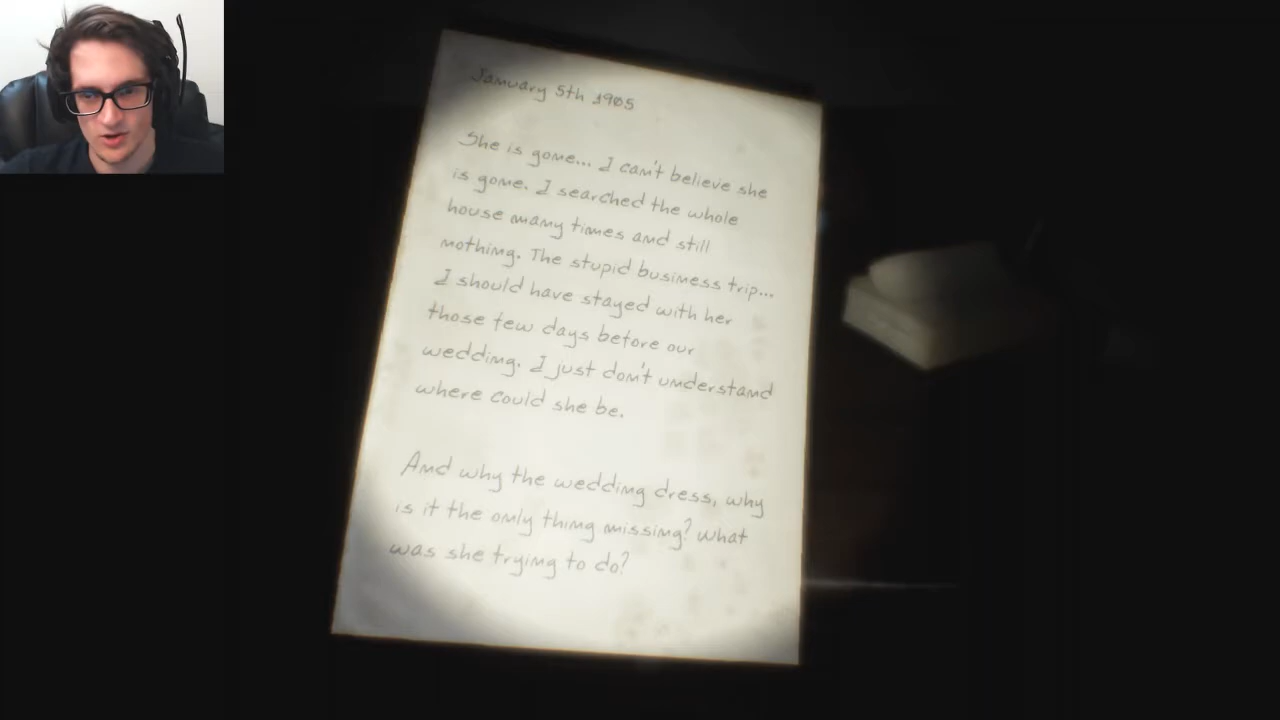 January 5th 1905
She is gone... I can't believe she
is gone. I searched the whole
house many times and still
nothing. The stupid business trip...
I should have stayed with her
those few days before our
wedding. I just don't understand
where could she be.
And why the wedding dress, why
is it the only thing missing? What
was she trying to do?